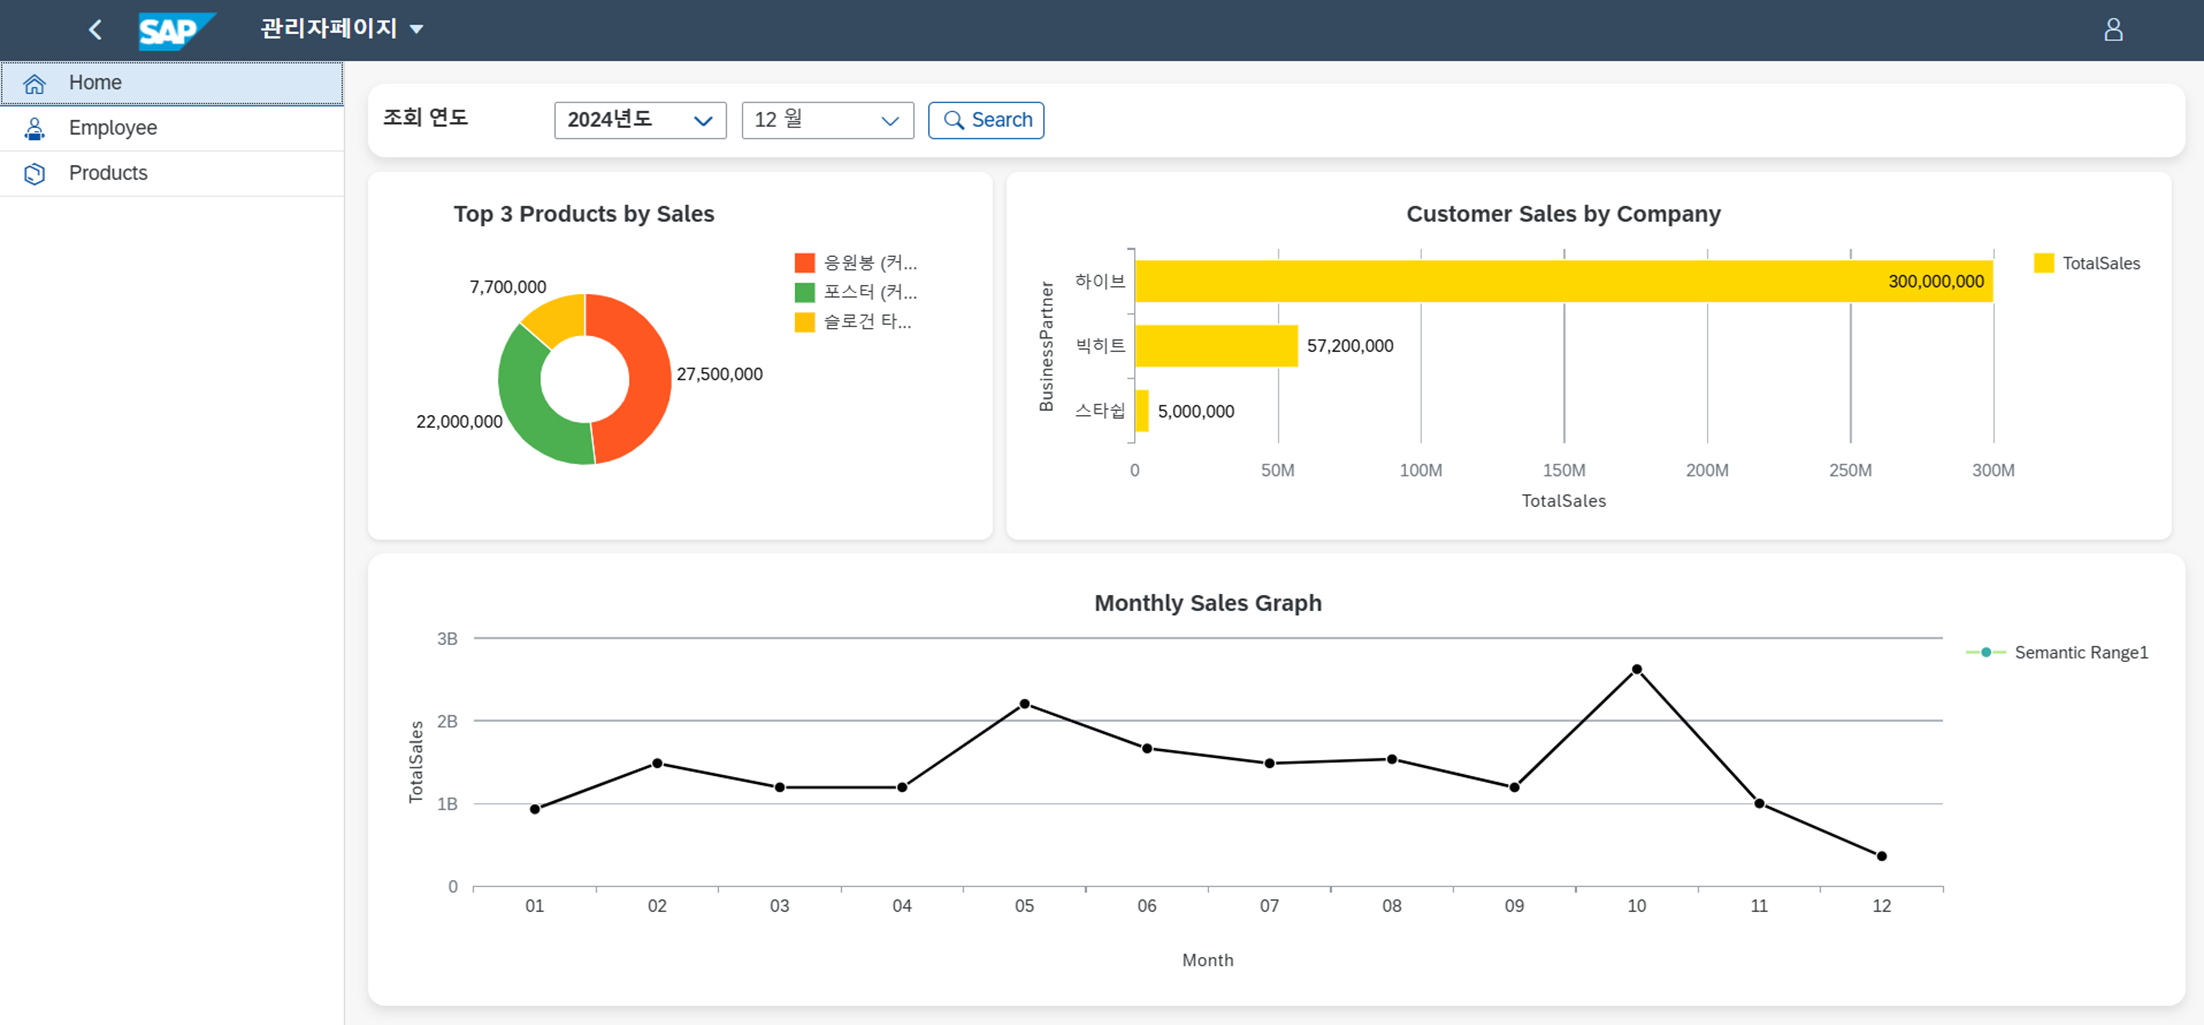 SAP 관리자페이지
Home
Employee
Products
조회 연도 2024년도 12 월 Search
Top 3 Products by Sales
응원봉 (커...
포스터 (커...
슬로건 타...
7,700,000
27,500,000
22,000,000
Customer Sales by Company
TotalSales
BusinessPartner
하이브 300,000,000
빅히트 57,200,000
스타쉽 5,000,000
0 50M 100M 150M 200M 250M 300M
TotalSales
Monthly Sales Graph
Semantic Range1
TotalSales
3B
2B
1B
0
01 02 03 04 05 06 07 08 09 10 11 12
Month